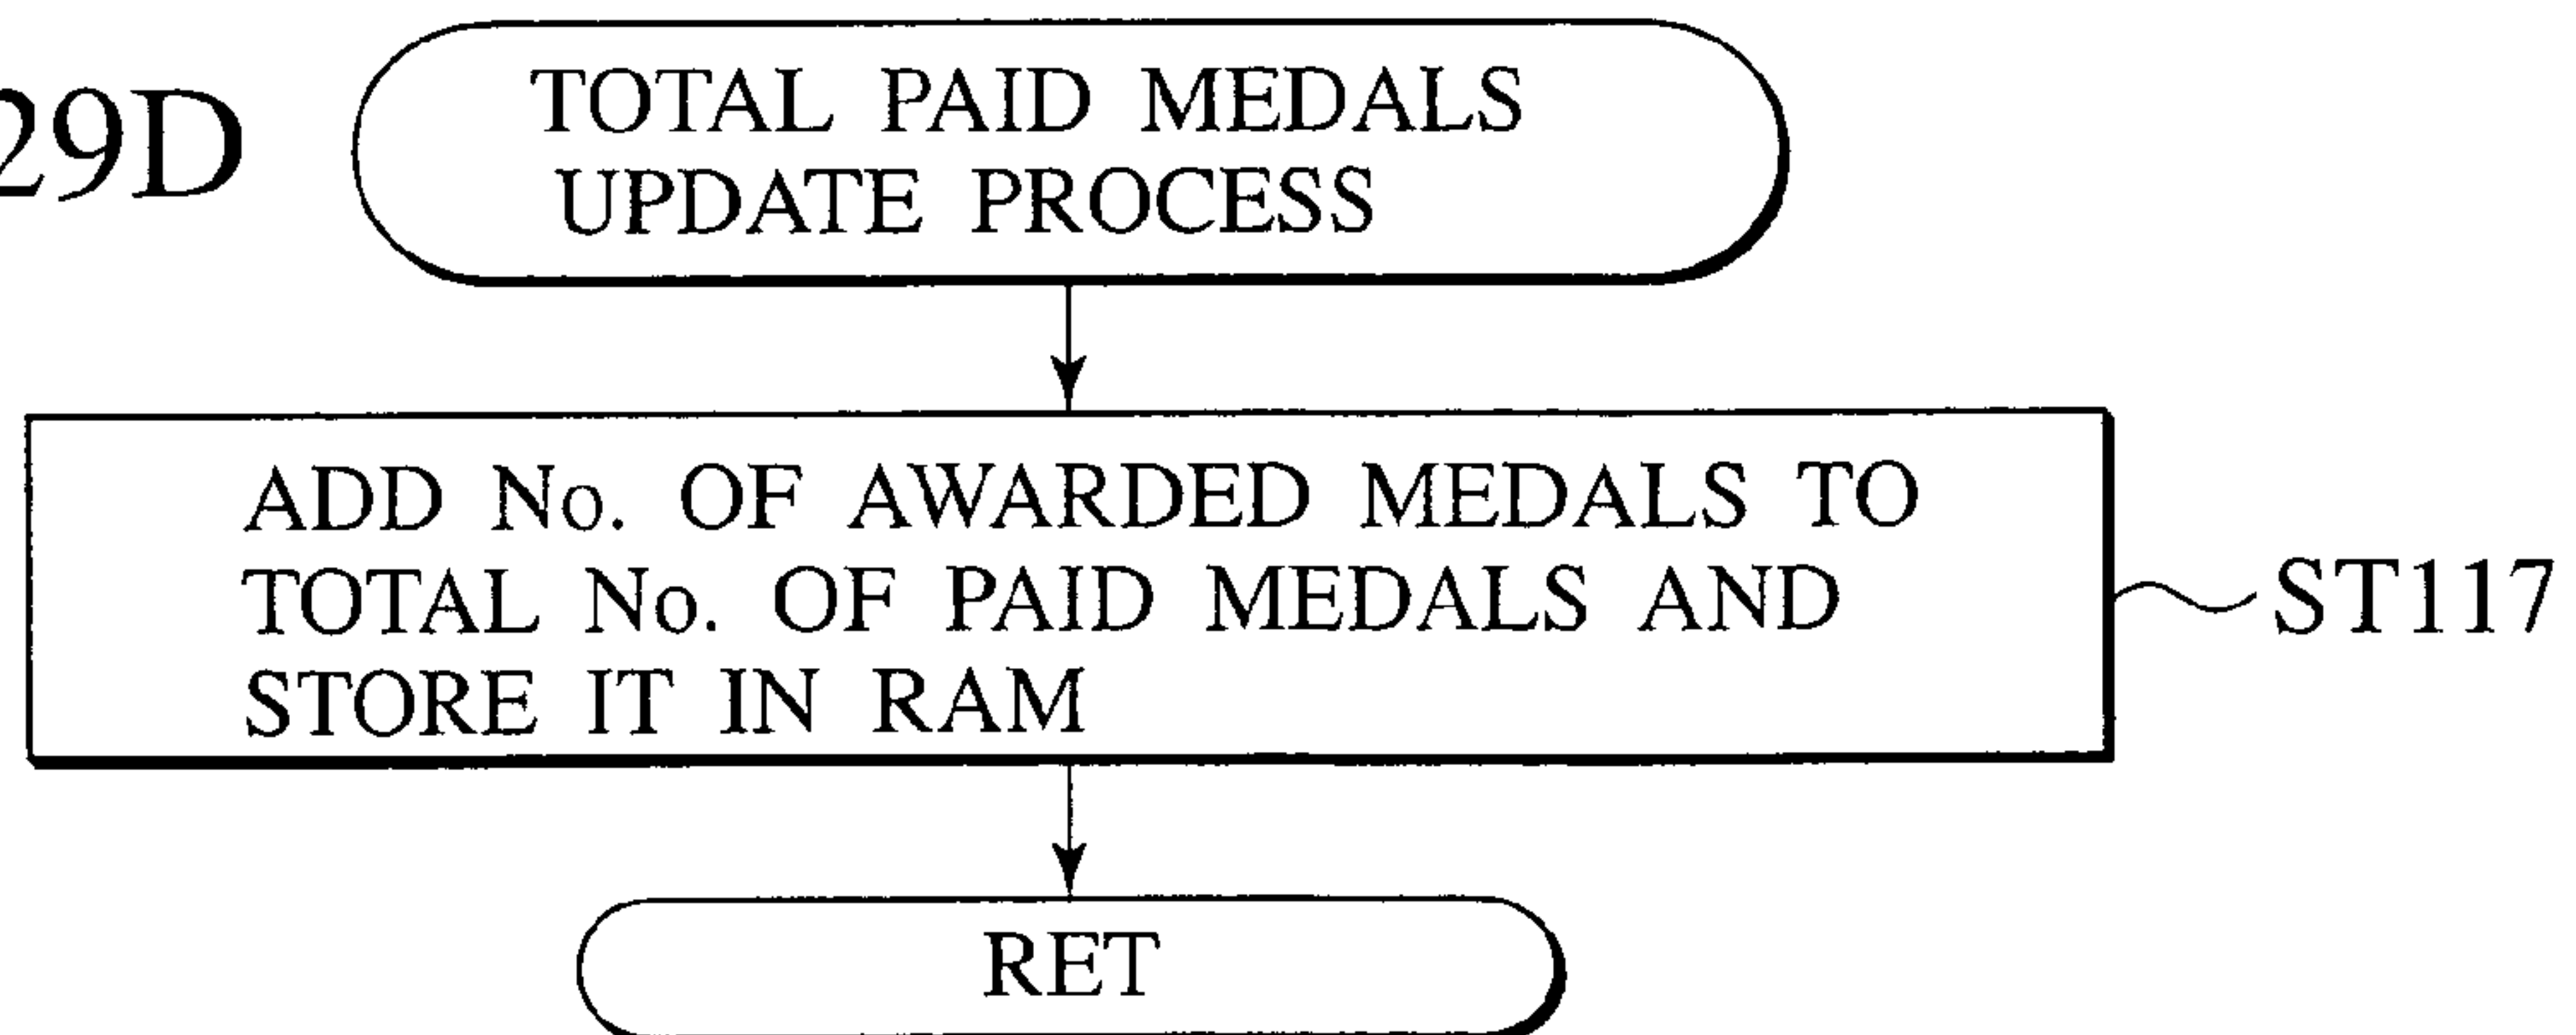 29D
TOTAL PAID MEDALS
UPDATE PROCESS
ADD No. OF AWARDED MEDALS TO
TOTAL No. OF PAID MEDALS AND
STORE IT IN RAM
ST117
RET